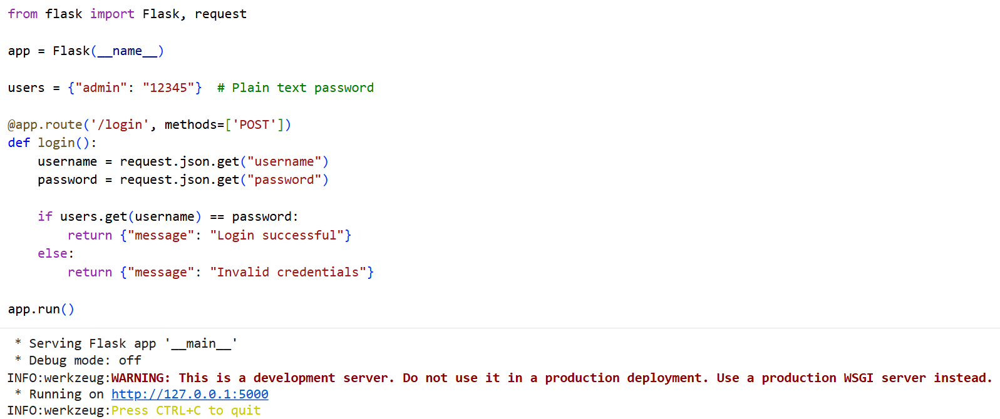 from flask import Flask, request
app = Flask(__name__)
users = {"admin": "12345"}  # Plain text password
@app.route('/login', methods=['POST'])
def login():
    username = request.json.get("username")
    password = request.json.get("password")
    if users.get(username) == password:
        return {"message": "Login successful"}
    else:
        return {"message": "Invalid credentials"}
app.run()
 * Serving Flask app '__main__'
 * Debug mode: off
INFO:werkzeug:WARNING: This is a development server. Do not use it in a production deployment. Use a production WSGI server instead.
 * Running on http://127.0.0.1:5000
INFO:werkzeug:Press CTRL+C to quit